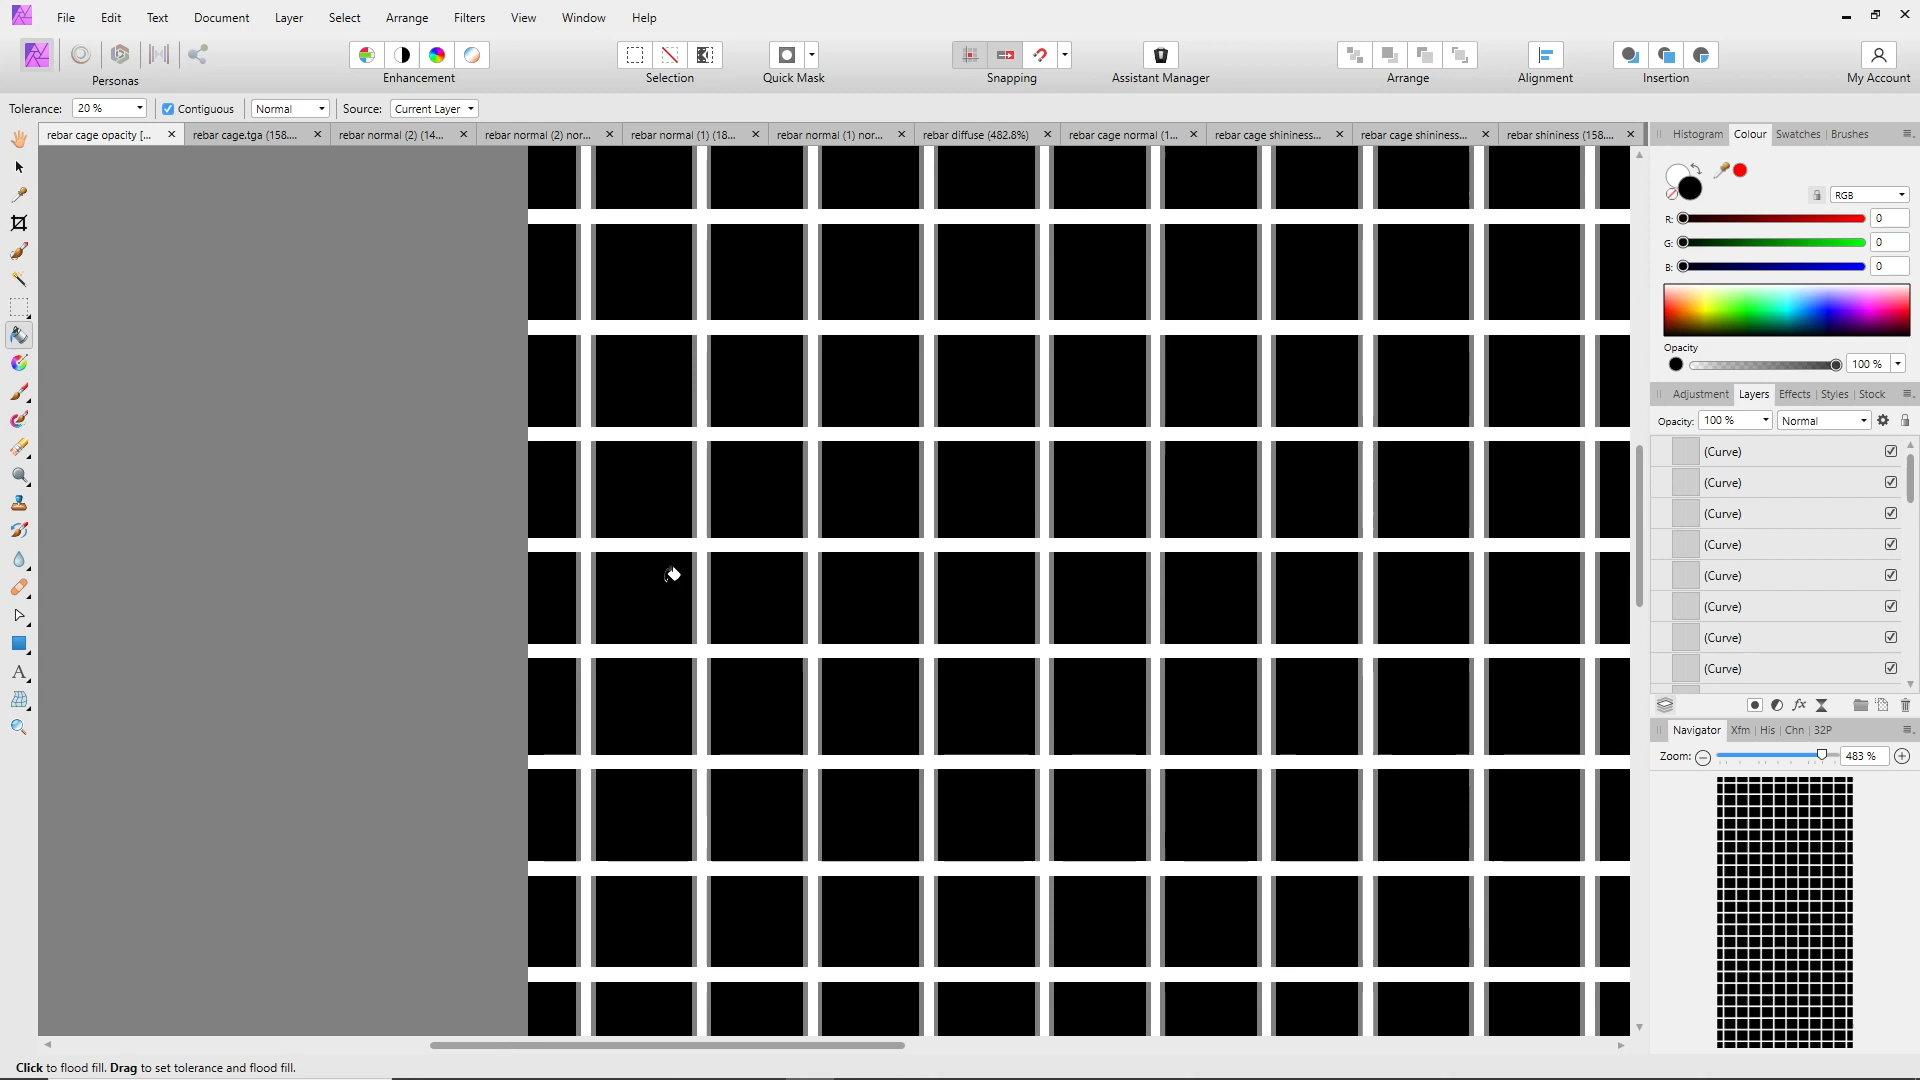 File Edit Text Document Layer Select Arrange Filters View Window Help
Personas Enhancement Selection Quick Mask Snapping Assistant Manager Arrange Alignment Insertion My Account
Tolerance: 20 % Contiguous Normal Source: Current Layer
rebar cage opacity [... rebar cage.tga (158.... rebar normal (2) (14... rebar normal (2) nor... rebar normal (1) (18... rebar normal (1) nor... rebar diffuse (482.8%) rebar cage normal (1... rebar cage shininess... rebar cage shininess... rebar shininess (158....
Histogram Colour Swatches Brushes
RGB
R: 0
G: 0
B: 0
Opacity
100 %
Adjustment Layers Effects Styles Stock
Opacity: 100 % Normal
(Curve)
(Curve)
(Curve)
(Curve)
(Curve)
(Curve)
(Curve)
(Curve)
fx
Navigator Xfm His Chn 32P
Zoom: 483 %
A
Click to flood fill. Drag to set tolerance and flood fill.